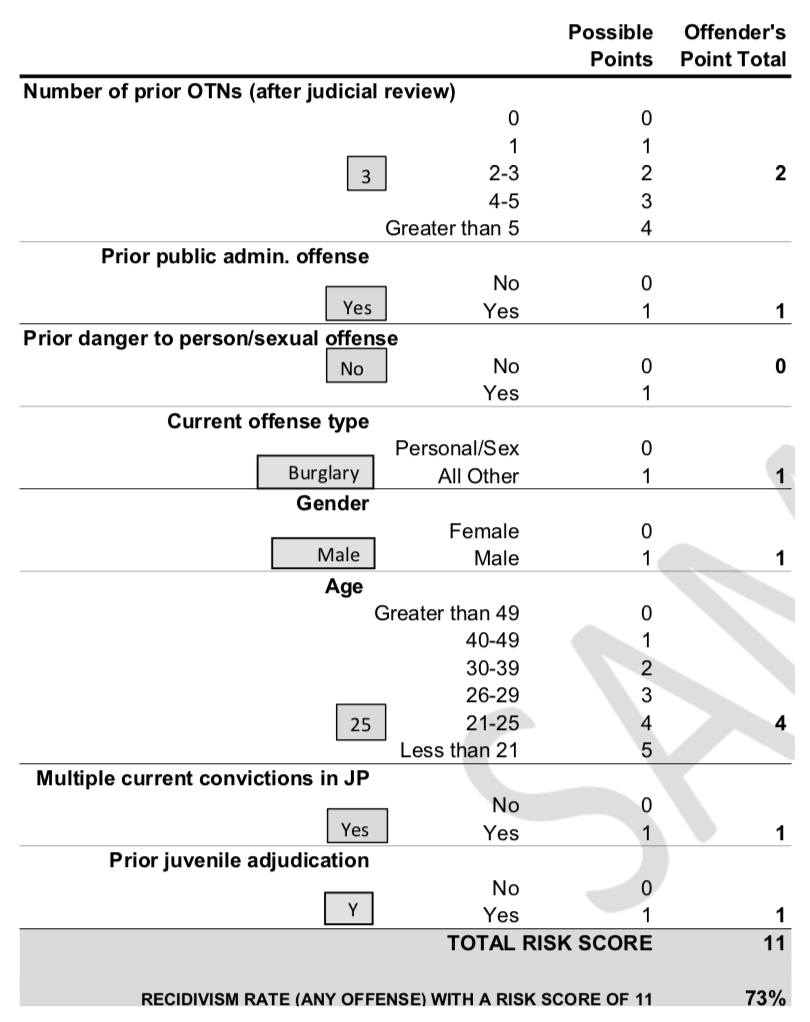 Possible Offender's
Points Point Total
Number of prior OTNs (after judicial review)
0 0
1 1
3 2-3 2 2
4-5 3
Greater than 5 4
Prior public admin. offense
No 0
Yes Yes 1 1
Prior danger to person/sexual offense
No No 0 0
Yes 1
Current offense type
Personal/Sex 0
Burglary All Other 1 1
Gender
Female 0
Male Male 1 1
Age
Greater than 49 0
40-49 1
30-39 2
26-29 3
25 21-25 4 4
Less than 21 5
Multiple current convictions in JP
No 0
Yes Yes 1 1
Prior juvenile adjudication
No 0
Y Yes 1 1
TOTAL RISK SCORE 11
RECIDIVISM RATE (ANY OFFENSE) WITH A RISK SCORE OF 11 73%
SAM